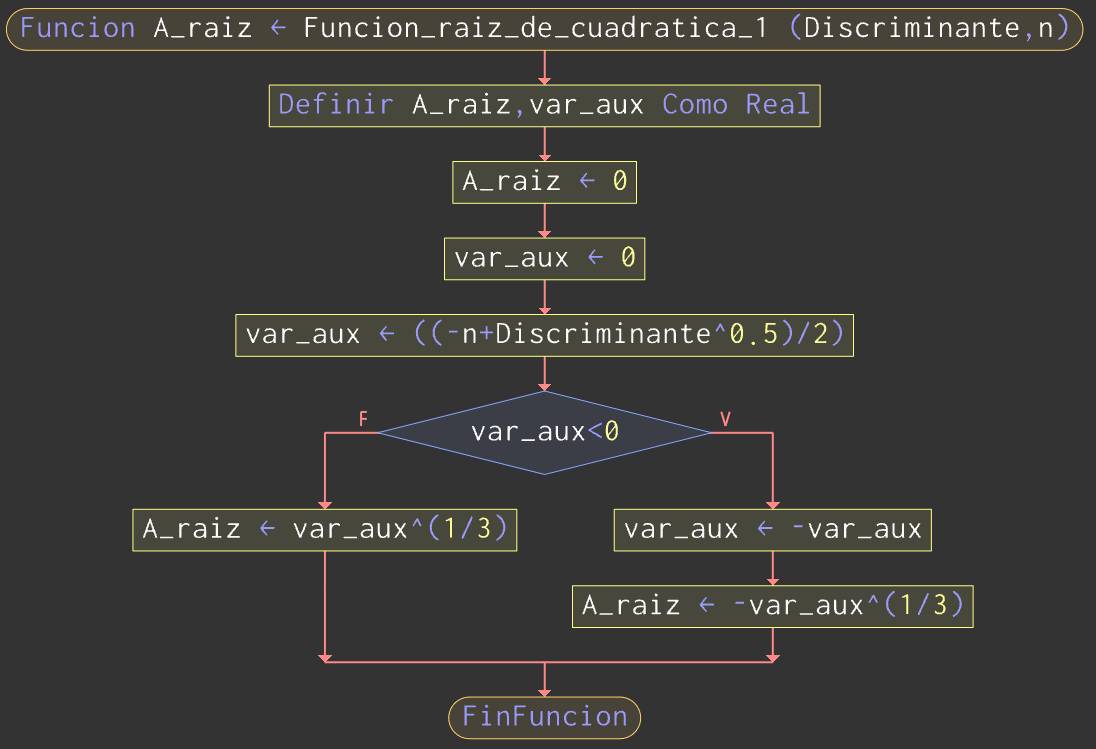 Funcion A_raiz ← Funcion_raiz_de_cuadratica_1 (Discriminante,n)
Definir A_raiz,var_aux Como Real
A_raiz ← 0
var_aux ← 0
var_aux ← ((-n+Discriminante^0.5)/2)
F
V
var_aux<0
A_raiz ← var_aux^(1/3)
var_aux ← -var_aux
A_raiz ← -var_aux^(1/3)
FinFuncion